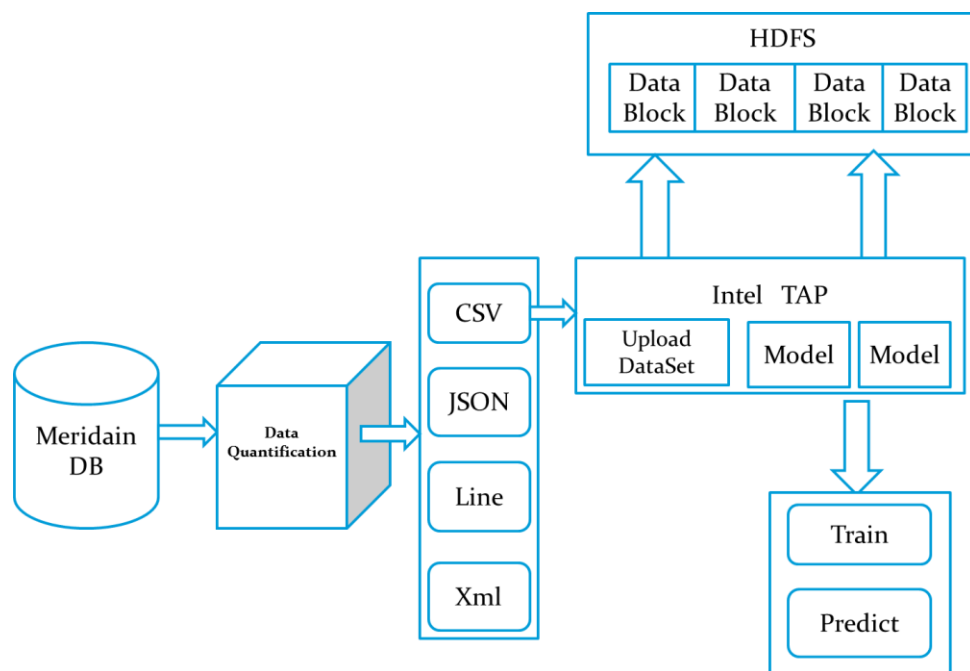 HDFS
Data Data Data Data
Block Block Block Block
Intel TAP
Upload
DataSet
Model Model
CSV
JSON
Line
Xml
Data
Quantification
Meridain
DB
Train
Predict